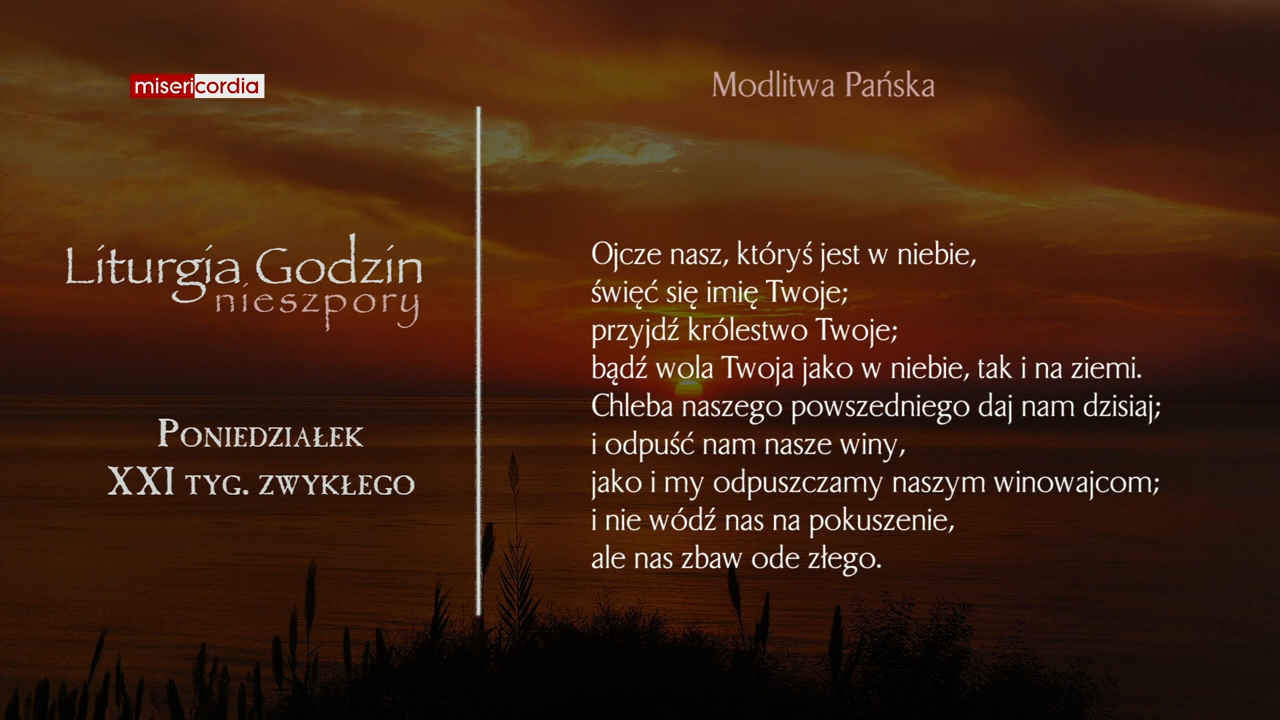 misericordia
Liturgia Godzin
nieszpory
Poniedziałek
XXI tyg. zwykłego
Modlitwa Pańska
Ojcze nasz, któryś jest w niebie,
święć się imię Twoje;
przyjdź królestwo Twoje;
bądź wola Twoja jako w niebie, tak i na ziemi.
Chleba naszego powszedniego daj nam dzisiaj;
i odpuść nam nasze winy,
jako i my odpuszczamy naszym winowajcom;
i nie wódź nas na pokuszenie,
ale nas zbaw ode złego.